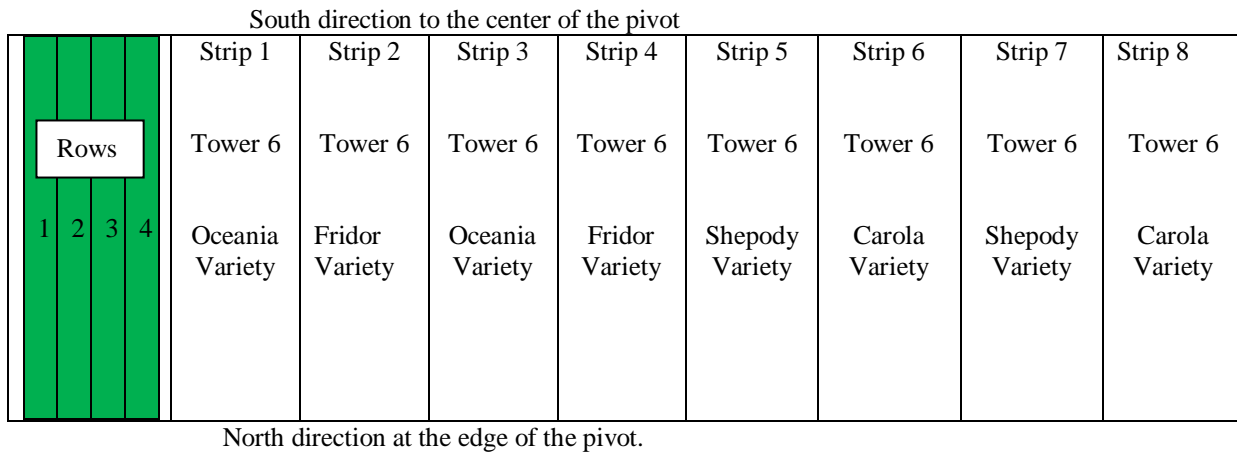 South direction to the center of the pivot
Strip 1 Strip 2 Strip 3 Strip 4 Strip 5 Strip 6 Strip 7 Strip 8
Rows Tower 6 Tower 6 Tower 6 Tower 6 Tower 6 Tower 6 Tower 6 Tower 6
1 2 3 4 Oceania Fridor Oceania Fridor Shepody Carola Shepody Carola
Variety Variety Variety Variety Variety Variety Variety Variety
North direction at the edge of the pivot.